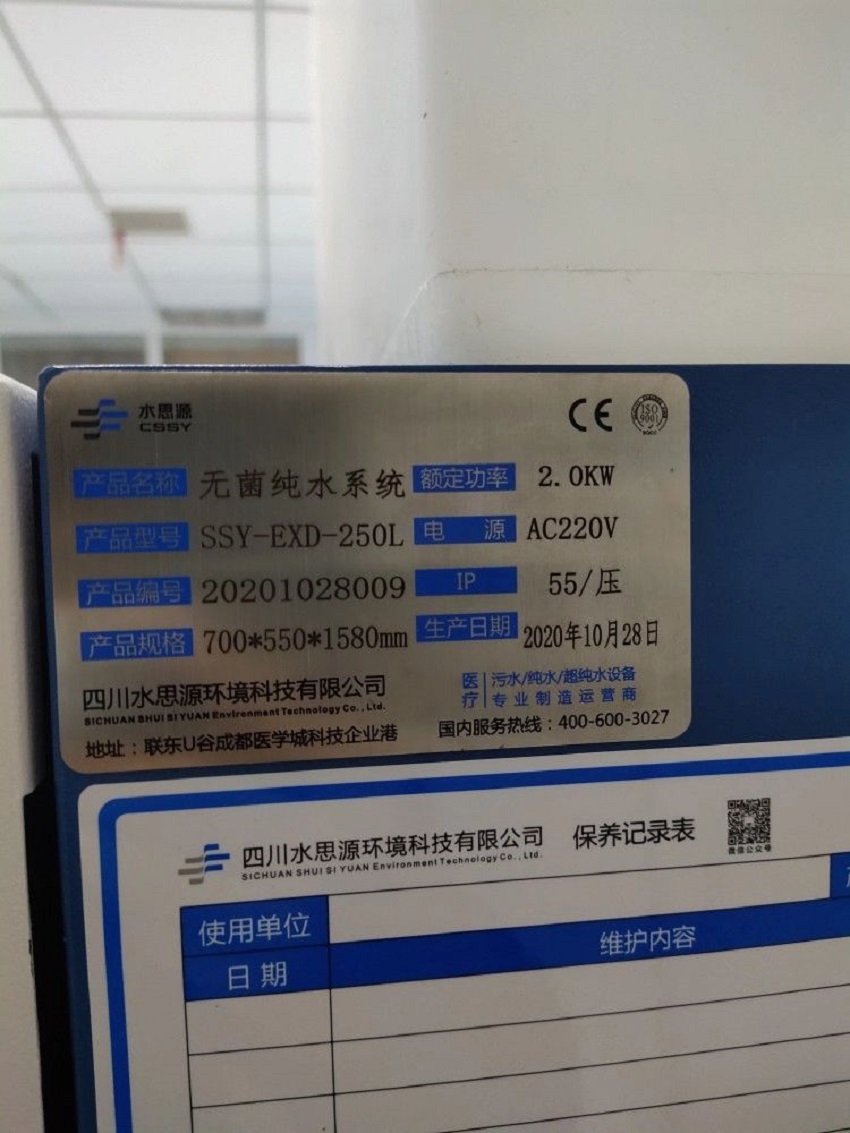 水思源
CSSY
CE ISO 9001
产品名称 无菌纯水系统 额定功率 2.0KW
产品型号 SSY-EXD-250L 电 源 AC220V
产品编号 20201028009 IP 55/压
产品规格 700*550*1580mm 生产日期 2020年10月28日
四川水思源环境科技有限公司
SICHUAN SHUI SI YUAN Environment Technology Co., Ltd.
地址：联东U谷成都医学城科技企业港
医疗 污水/纯水/超纯水设备
专业制造运营商
国内服务热线：400-600-3027
四川水思源环境科技有限公司 保养记录表
SICHUAN SHUI SI YUAN Environment Technology Co., Ltd.
微信公众号
使用单位
日期 维护内容